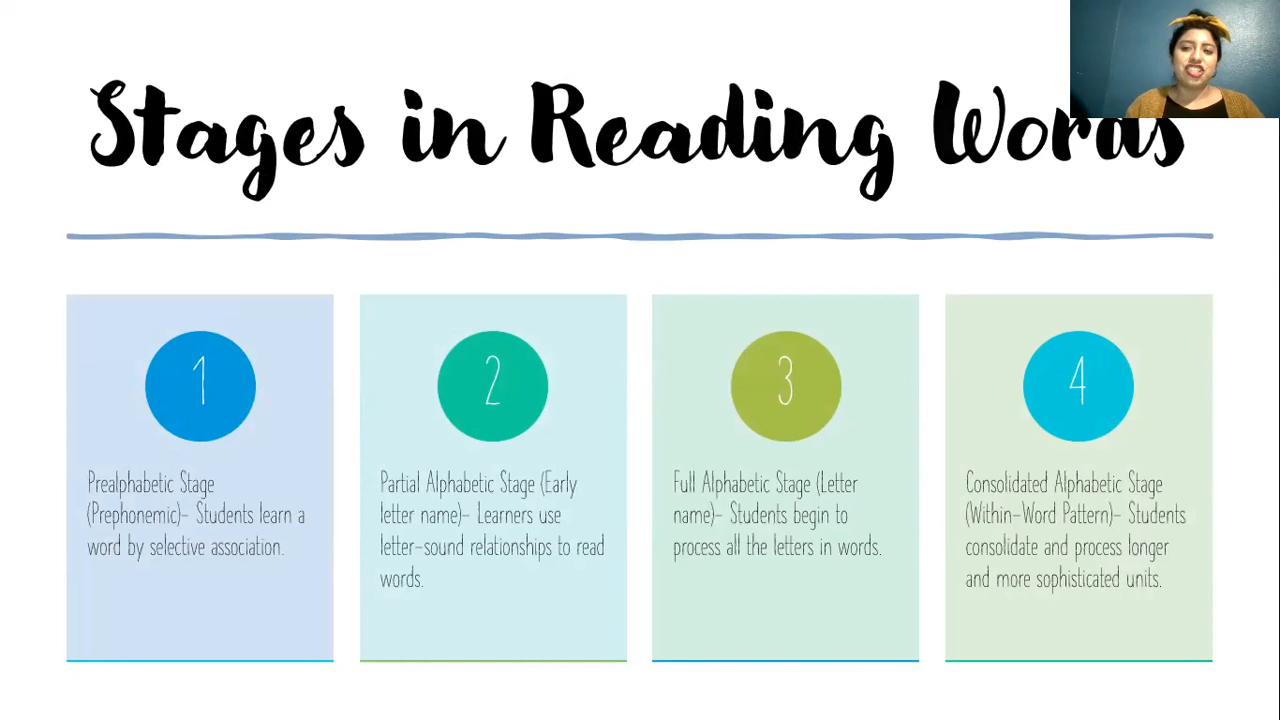 Stages in Reading Words
1
Prealphabetic Stage
(Prephonemic)- Students learn a
word by selective association.
2
Partial Alphabetic Stage (Early
letter name)- Learners use
letter-sound relationships to read
words.
3
Full Alphabetic Stage (Letter
name)- Students begin to
process all the letters in words.
4
Consolidated Alphabetic Stage
(Within-Word Pattern)- Students
consolidate and process longer
and more sophisticated units.